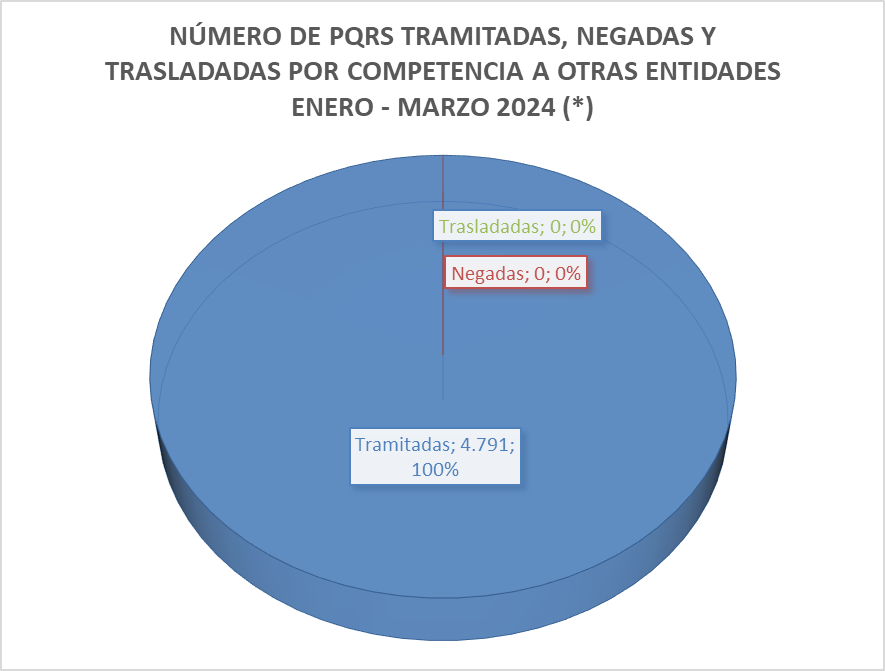 NÚMERO DE PQRS TRAMITADAS, NEGADAS Y
TRASLADADAS POR COMPETENCIA A OTRAS ENTIDADES
ENERO - MARZO 2024 (*)
Trasladadas; 0; 0%
Negadas; 0; 0%
Tramitadas; 4.791;
100%